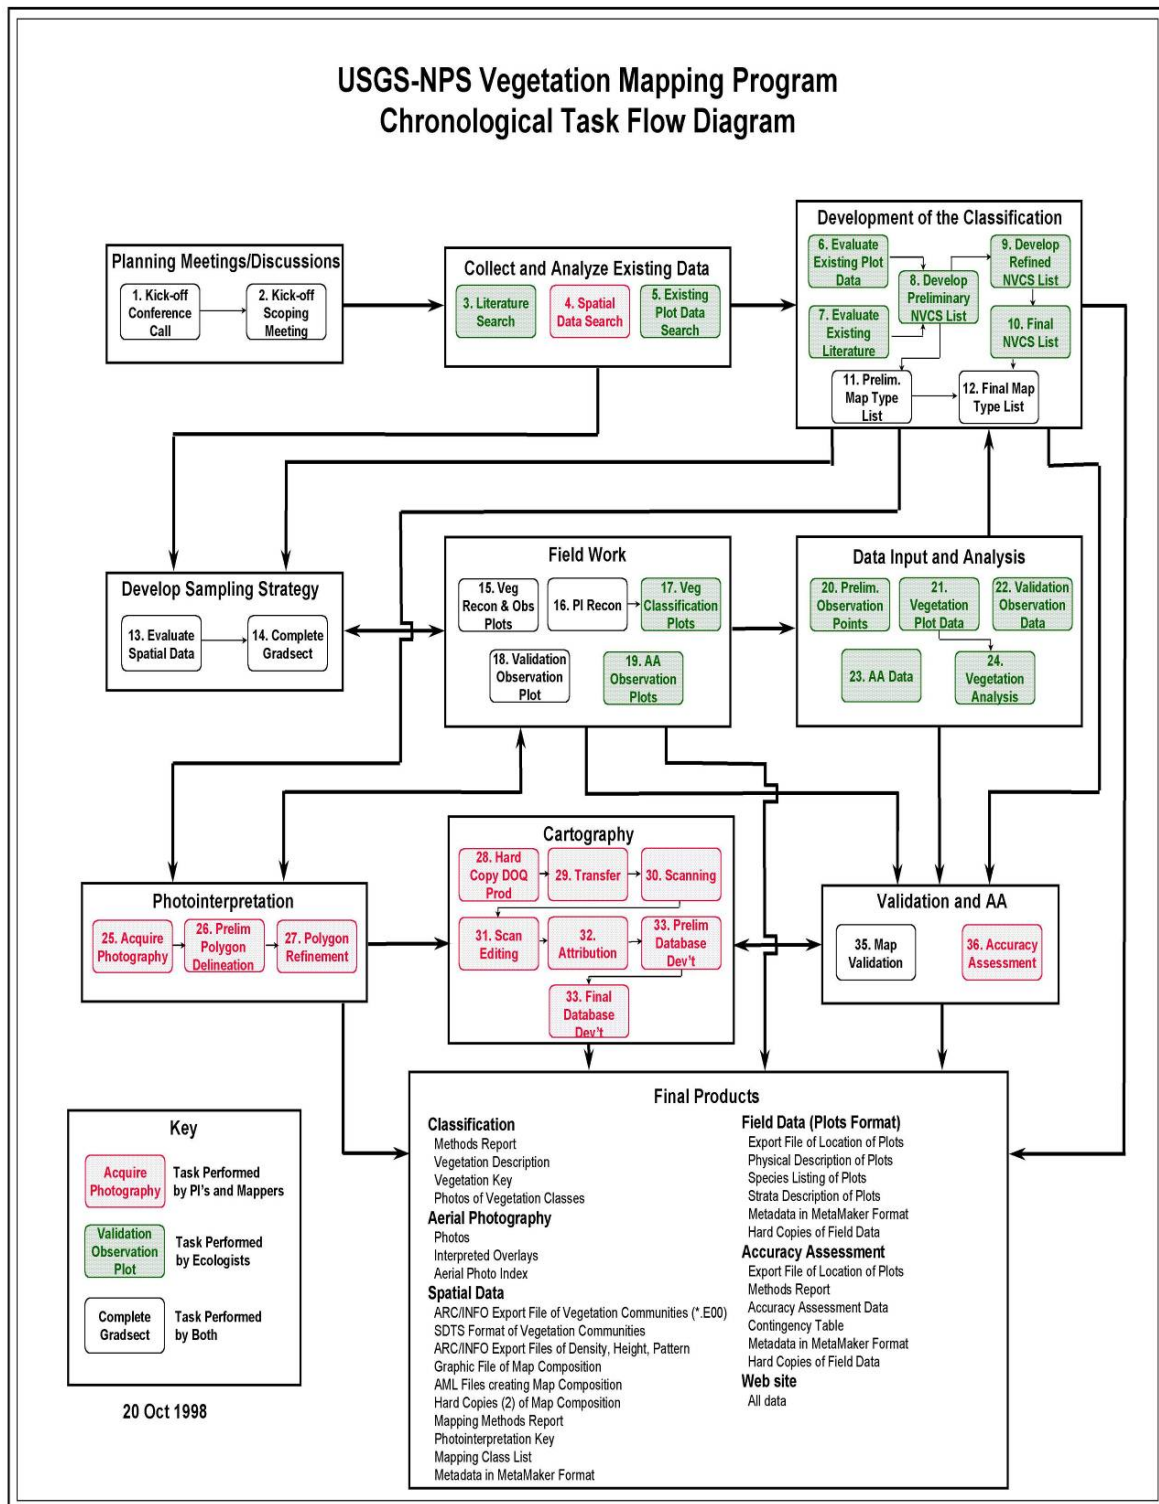 USGS-NPS Vegetation Mapping Program
Chronological Task Flow Diagram
Planning Meetings/Discussions
1. Kick-off
Conference
Call
2. Kick-off
Scoping
Meeting
Collect and Analyze Existing Data
3. Literature
Search
4. Spatial
Data Search
5. Existing
Plot Data
Search
Development of the Classification
6. Evaluate
Existing Plot
Data
7. Evaluate
Existing
Literature
8. Develop
Preliminary
NVCS List
9. Develop
Refined
NVCS List
10. Final
NVCS List
11. Prelim.
Map Type
List
12. Final Map
Type List
Develop Sampling Strategy
13. Evaluate
Spatial Data
14. Complete
Gradsect
Field Work
15. Veg
Recon & Obs
Plots
16. PI Recon
17. Veg
Classification
Plots
18. Validation
Observation
Plot
19. AA
Observation
Plots
Data Input and Analysis
20. Prelim.
Observation
Points
21.
Vegetation
Plot Data
22. Validation
Observation
Data
23. AA Data
24.
Vegetation
Analysis
Photointerpretation
25. Acquire
Photography
26. Prelim
Polygon
Delineation
27. Polygon
Refinement
Cartography
28. Hard
Copy DOQ
Prod
29. Transfer
30. Scanning
31. Scan
Editing
32.
Attribution
33. Prelim
Database
Dev't
33. Final
Database
Dev't
Validation and AA
35. Map
Validation
36. Accuracy
Assessment
Key
Acquire
Photography
Task Performed
by PI's and Mappers
Validation
Observation
Plot
Task Performed
by Ecologists
Complete
Gradsect
Task Performed
by Both
20 Oct 1998
Final Products
Classification
Methods Report
Vegetation Description
Vegetation Key
Photos of Vegetation Classes
Aerial Photography
Photos
Interpreted Overlays
Aerial Photo Index
Spatial Data
ARC/INFO Export File of Vegetation Communities (*.E00)
SDTS Format of Vegetation Communities
ARC/INFO Export Files of Density, Height, Pattern
Graphic File of Map Composition
AML Files creating Map Composition
Hard Copies (2) of Map Composition
Mapping Methods Report
Photointerpretation Key
Mapping Class List
Metadata in MetaMaker Format
Field Data (Plots Format)
Export File of Location of Plots
Physical Description of Plots
Species Listing of Plots
Strata Description of Plots
Metadata in MetaMaker Format
Hard Copies of Field Data
Accuracy Assessment
Export File of Location of Plots
Methods Report
Accuracy Assessment Data
Contingency Table
Metadata in MetaMaker Format
Hard Copies of Field Data
Web site
All data